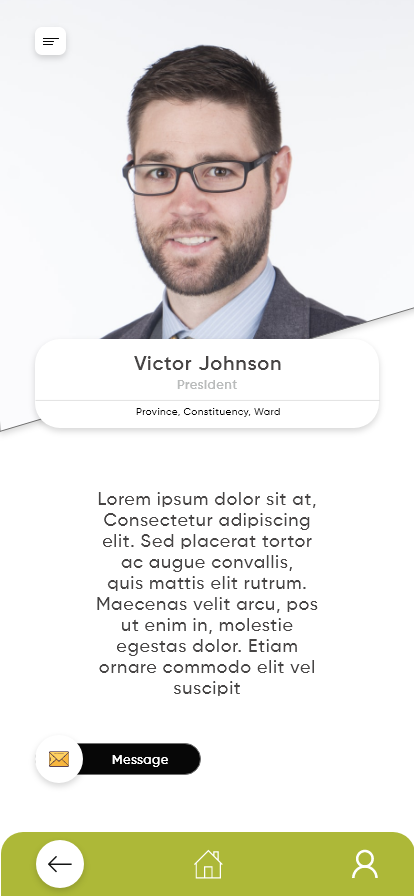 Victor Johnson
President
Province, Constituency, Ward
Lorem ipsum dolor sit at,
Consectetur adipiscing
elit. Sed placerat tortor
ac augue convallis,
quis mattis elit rutrum.
Maecenas velit arcu, pos
ut enim in, molestie
egestas dolor. Etiam
ornare commodo elit vel
suscipit
Message